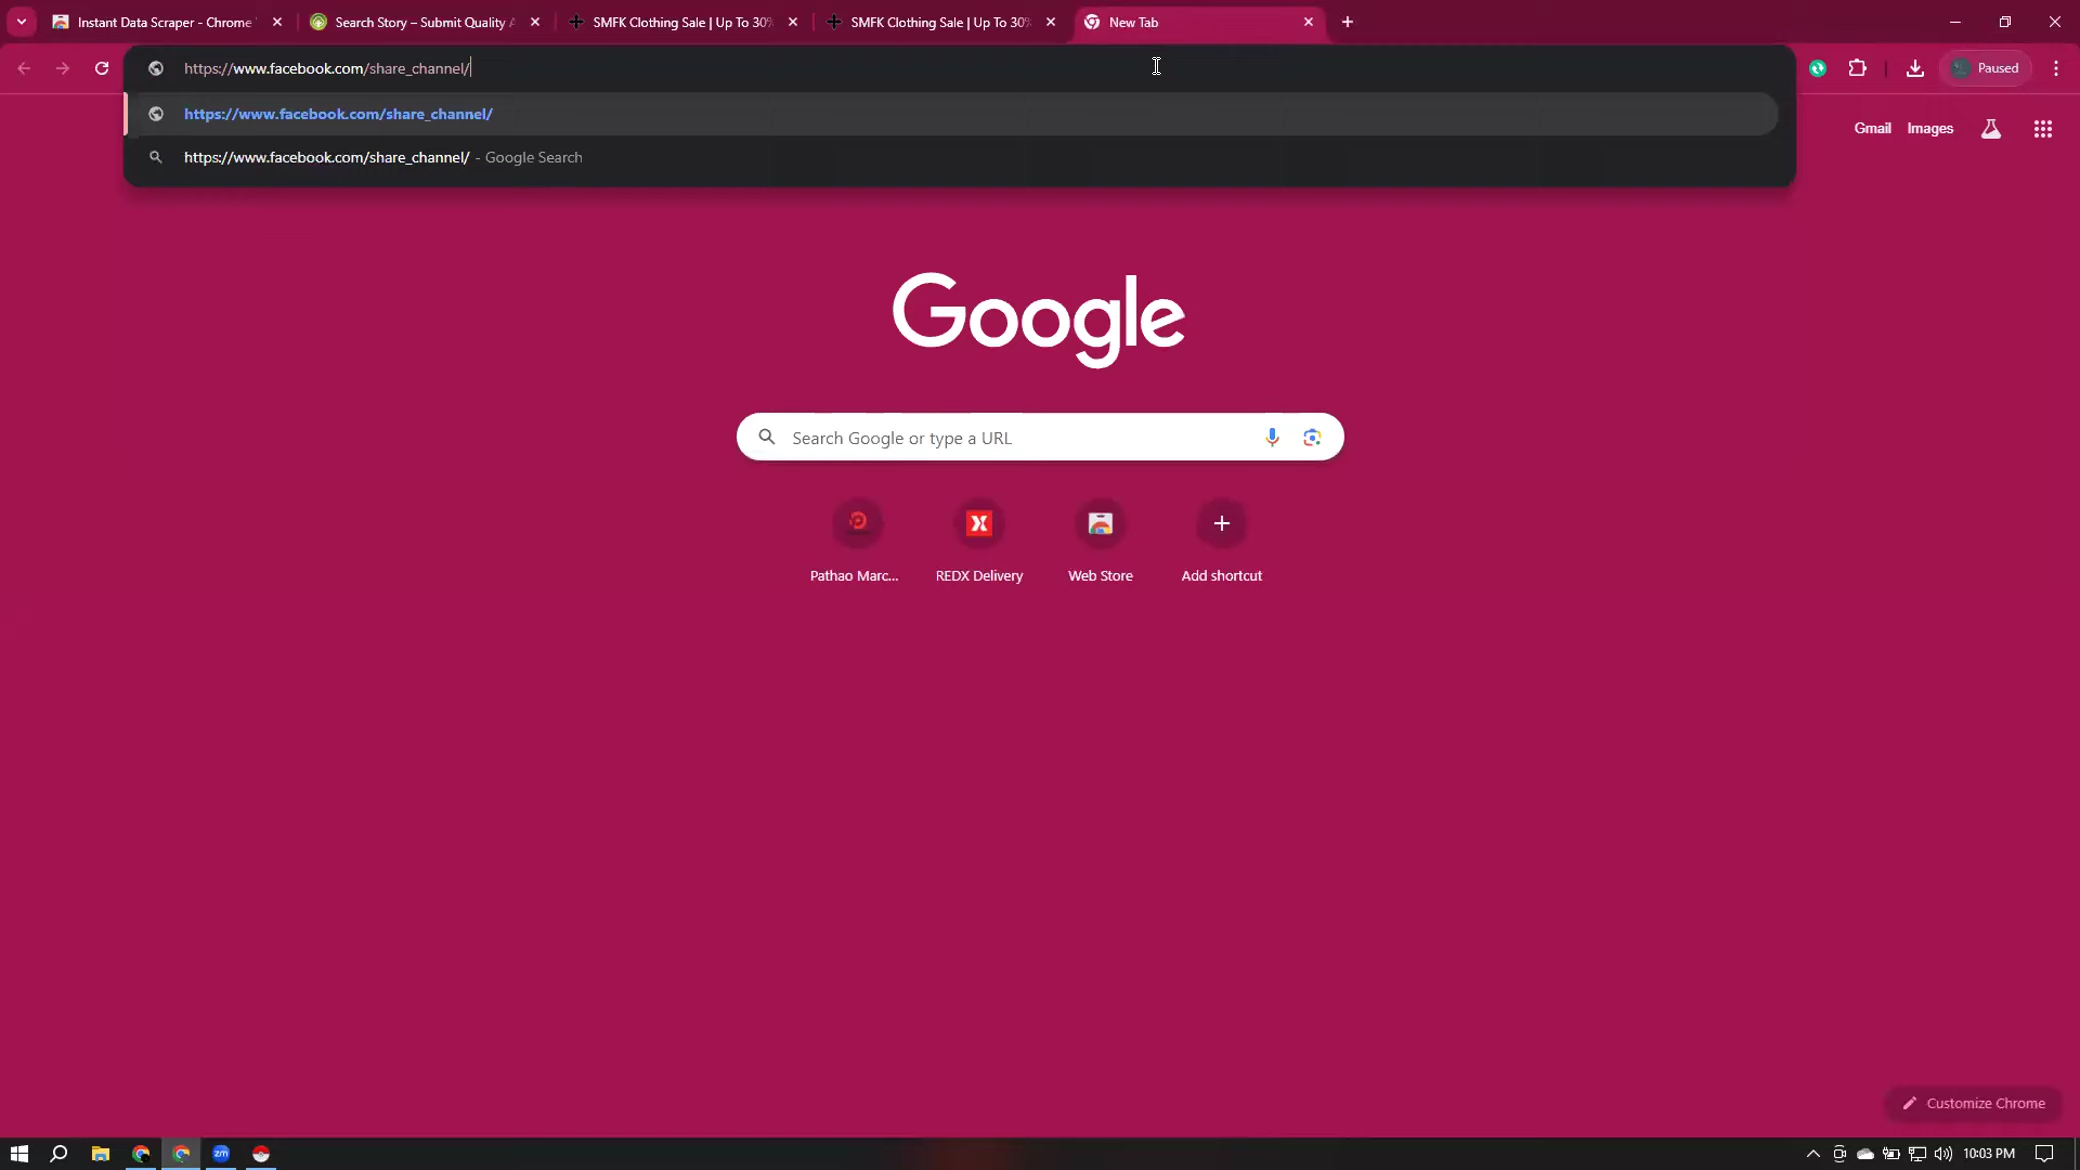 Instant Data Scraper - Chrome
Search Story – Submit Quality A
SMFK Clothing Sale | Up To 30%
SMFK Clothing Sale | Up To 30%
New Tab
https://www.facebook.com/share_channel/
Paused
https://www.facebook.com/share_channel/
https://www.facebook.com/share_channel/ - Google Search
Gmail
Images
Google
Search Google or type a URL
Pathao Marc...
REDX Delivery
Web Store
Add shortcut
Customize Chrome
zm
10:03 PM